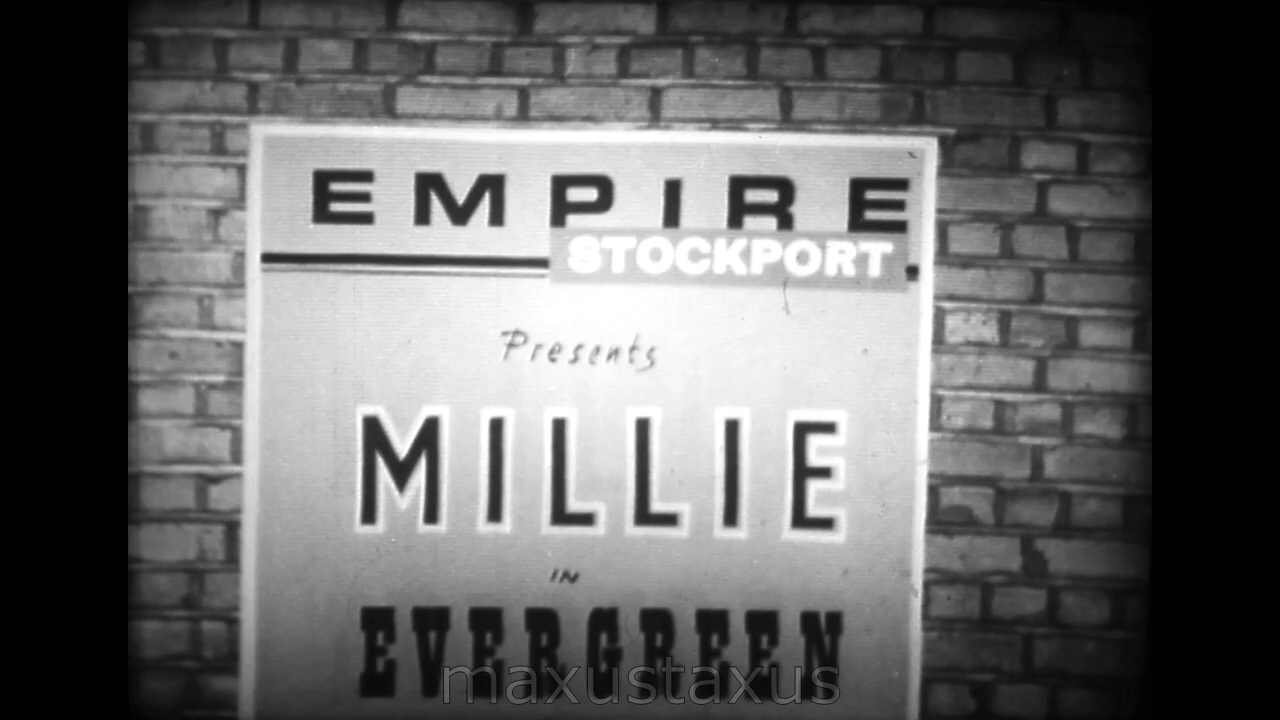 EMPIRE
STOCKPORT
Presents
MILLIE
IN
EVERGREEN
maxustaxus